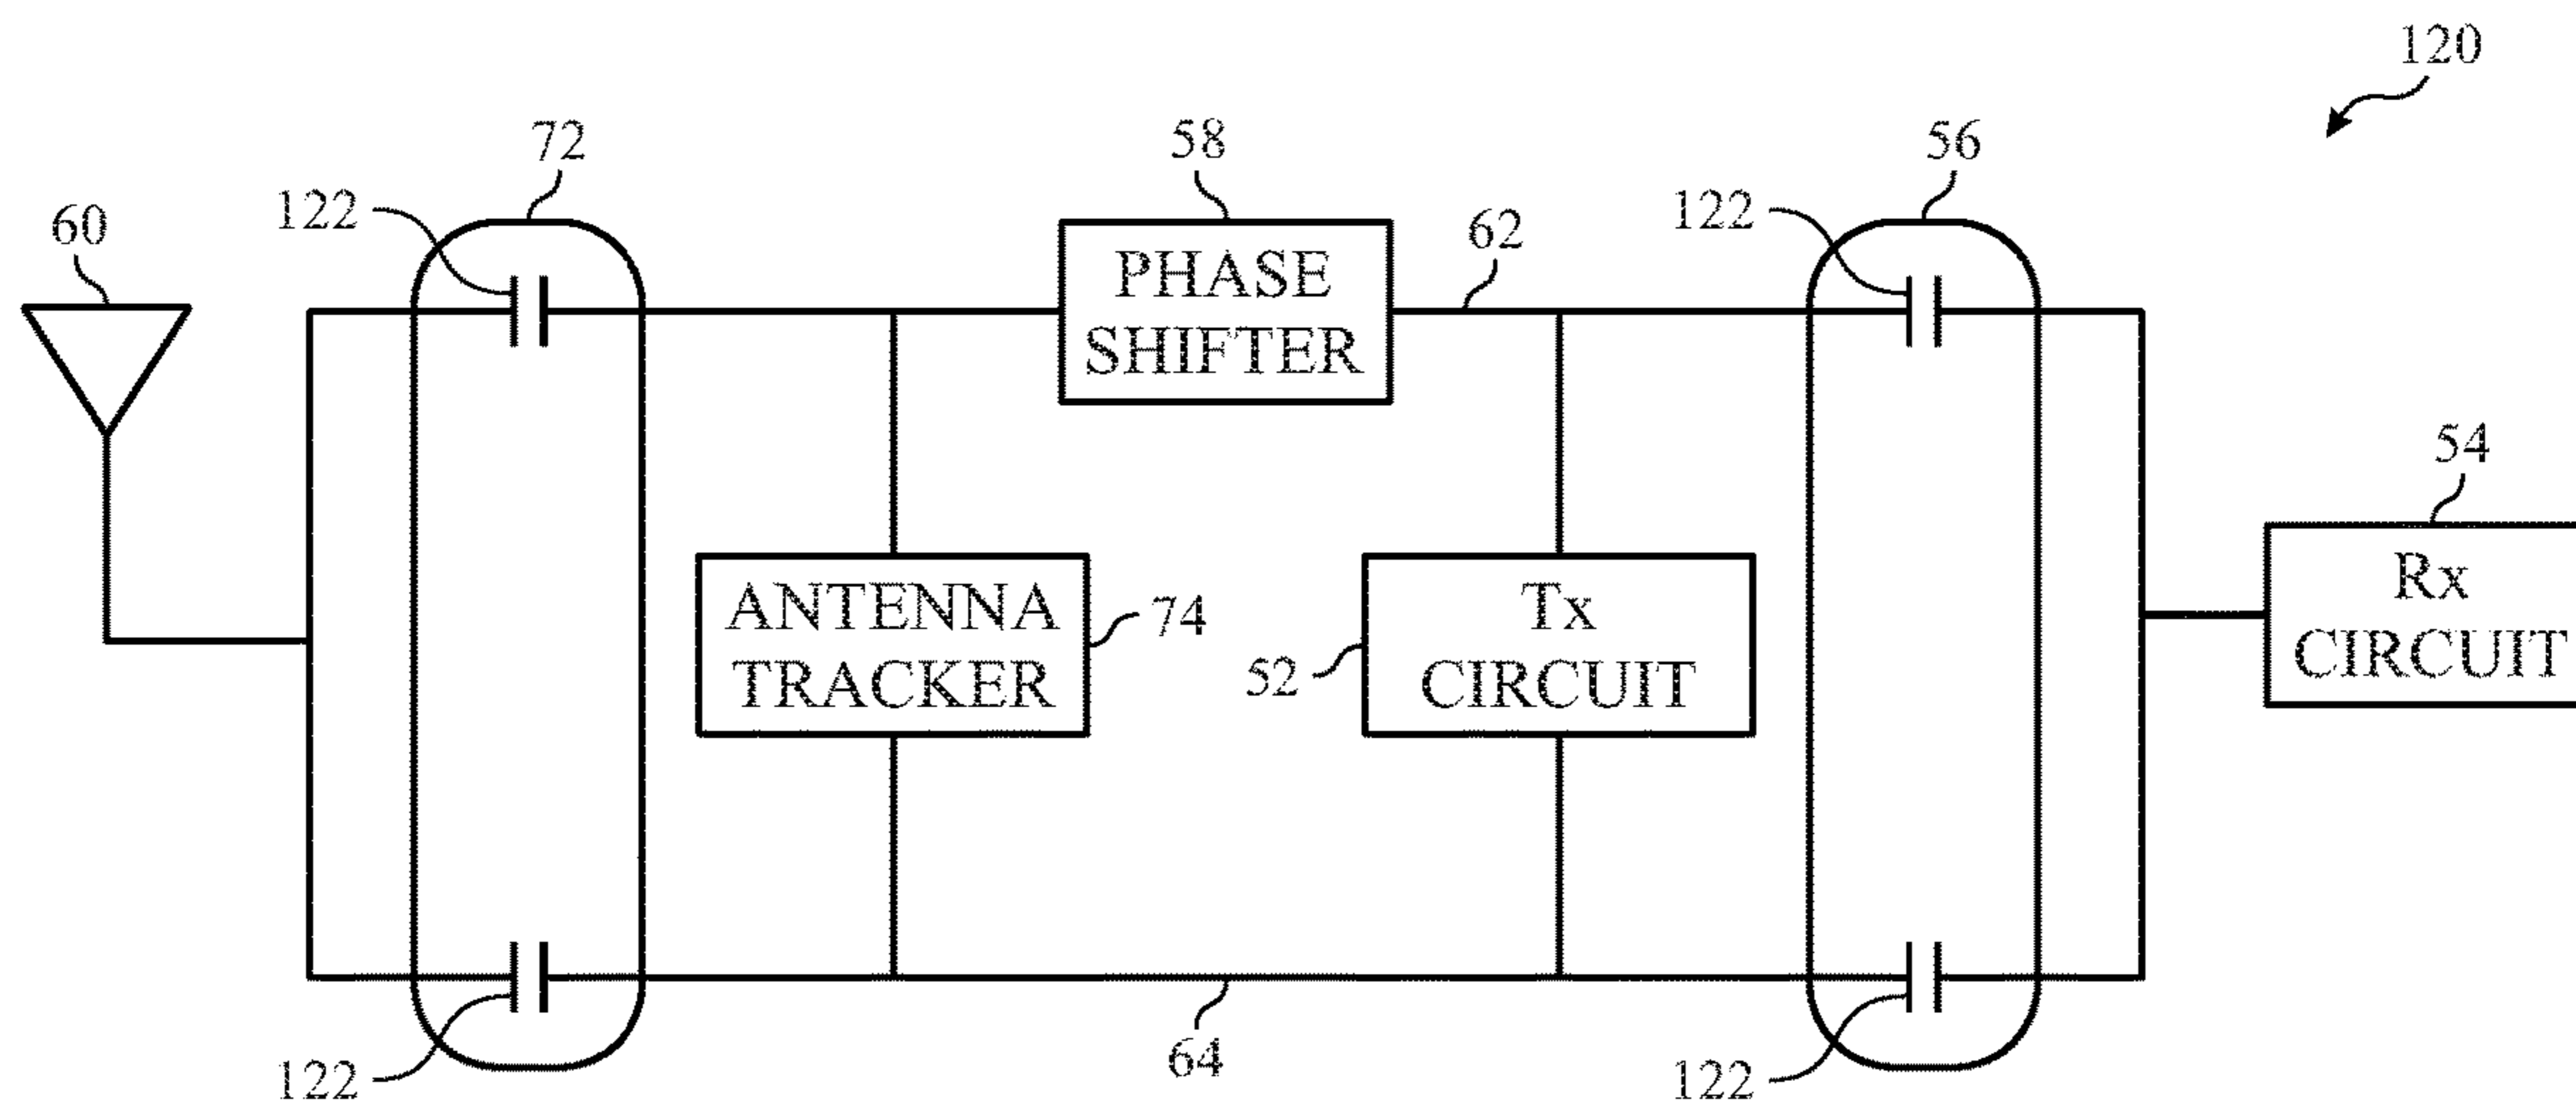 120
72
58
56
122
122
60
62
PHASE
SHIFTER
54
ANTENNA
TRACKER
74
52
Tx
CIRCUIT
Rx
CIRCUIT
64
122
122